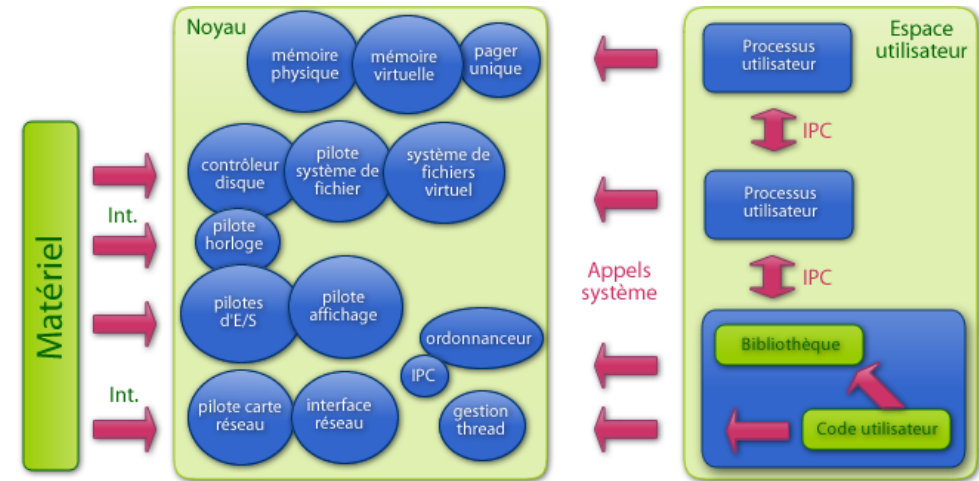 Noyau
mémoire
physique
mémoire
virtuelle
pager
unique
contrôleur
disque
pilote
système de
fichier
système de
fichiers
virtuel
pilote
horloge
pilotes
d'E/S
pilote
affichage
ordonnanceur
IPC
pilote carte
réseau
interface
réseau
gestion
thread
Matériel
Int.
Int.
Appels
système
Espace
utilisateur
Processus
utilisateur
IPC
Processus
utilisateur
IPC
Bibliothèque
Code utilisateur